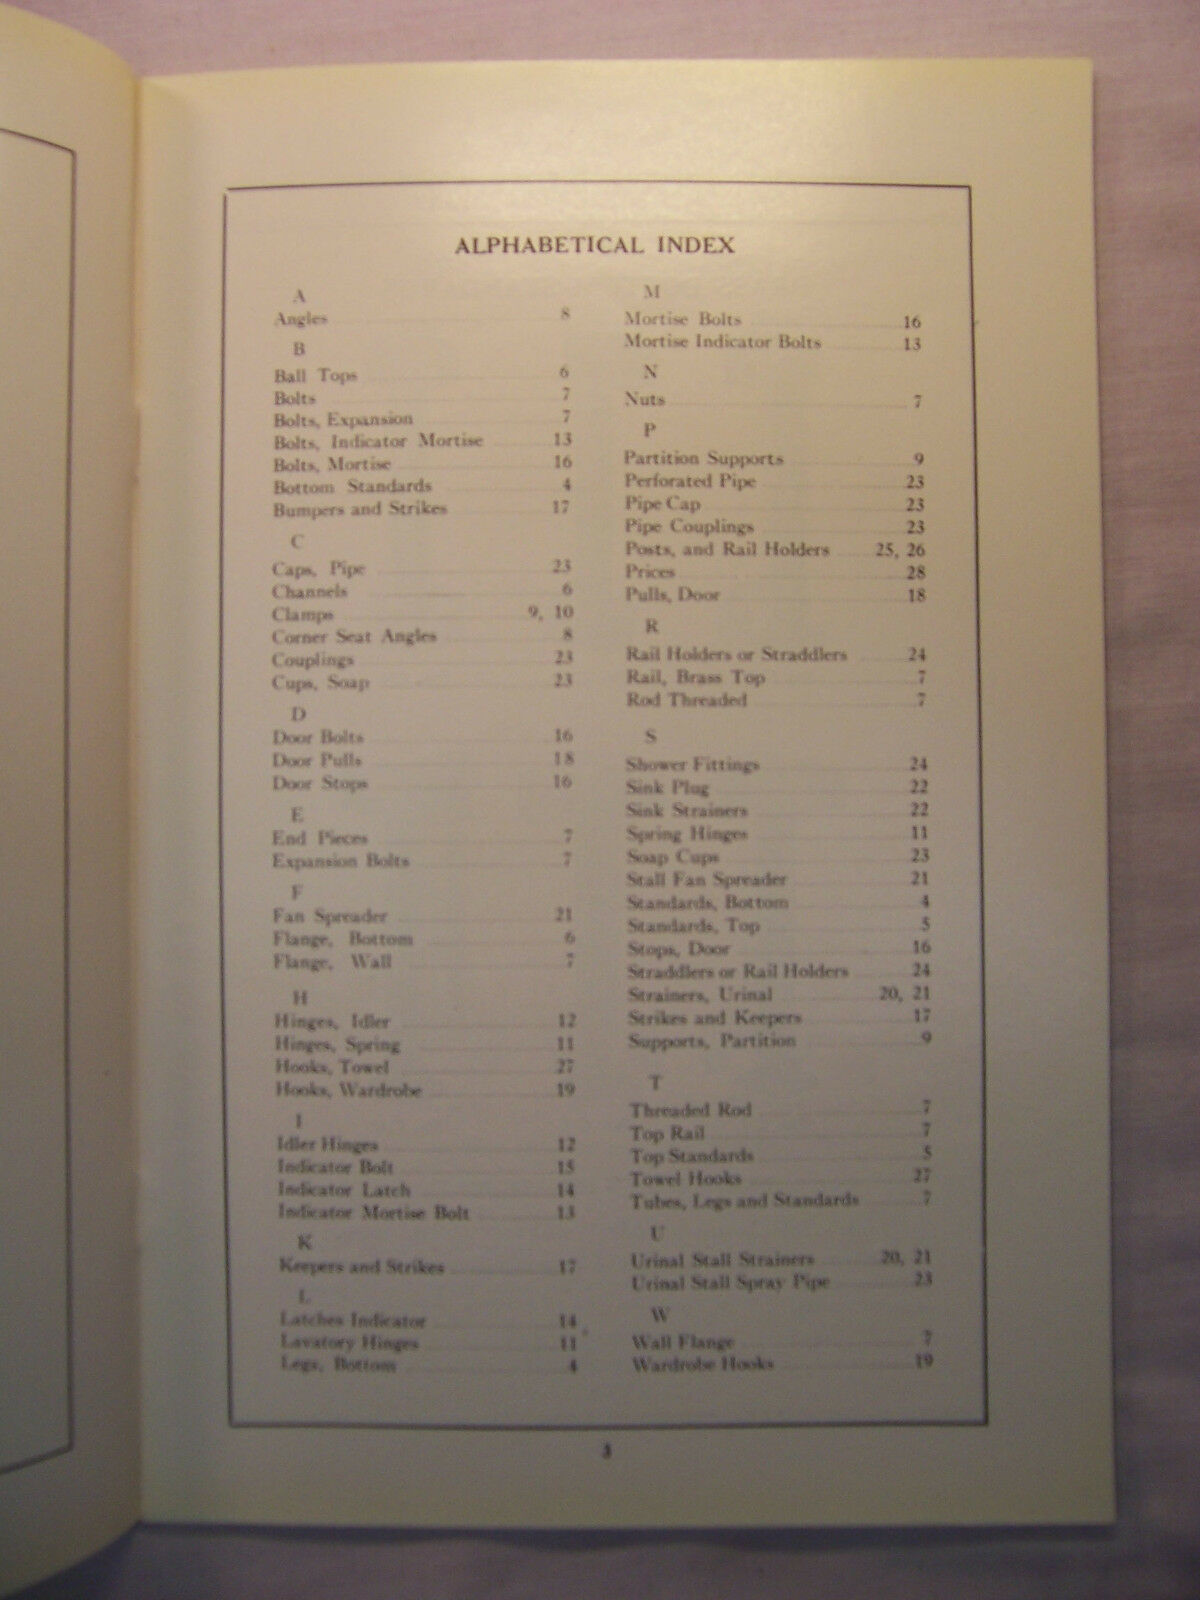 ALPHABETICAL INDEX
A
Angles 8
B
Ball Tops 6
Bolts 7
Bolts, Expansion 7
Bolts, Indicator Mortise 13
Bolts, Mortise 16
Bottom Standards 4
Bumpers and Strikes 17
C
Caps, Pipe 23
Channels 6
Clamps 9, 10
Corner Seat Angles 8
Couplings 23
Cups, Soap 23
D
Door Bolts 16
Door Pulls 18
Door Stops 16
E
End Pieces 7
Expansion Bolts 7
F
Fan Spreader 21
Flange, Bottom 6
Flange, Wall 7
H
Hinges, Idler 12
Hinges, Spring 11
Hooks, Towel 27
Hooks, Wardrobe 19
I
Idler Hinges 12
Indicator Bolt 15
Indicator Latch 14
Indicator Mortise Bolt 13
K
Keepers and Strikes 17
L
Latches Indicator 14
Lavatory Hinges 11
Legs, Bottom 4
M
Mortise Bolts 16
Mortise Indicator Bolts 13
N
Nuts 7
P
Partition Supports 9
Perforated Pipe 23
Pipe Cap 23
Pipe Couplings 23
Posts, and Rail Holders 25, 26
Prices 28
Pulls, Door 18
R
Rail Holders or Straddlers 24
Rail, Brass Top 7
Rod Threaded 7
S
Shower Fittings 24
Sink Plug 22
Sink Strainers 22
Spring Hinges 11
Soap Cups 23
Stall Fan Spreader 21
Standards, Bottom 4
Standards, Top 5
Stops, Door 16
Straddlers or Rail Holders 24
Strainers, Urinal 20, 21
Strikes and Keepers 17
Supports, Partition 9
T
Threaded Rod 7
Top Rail 7
Top Standards 5
Towel Hooks 27
Tubes, Legs and Standards 7
U
Urinal Stall Strainers 20, 21
Urinal Stall Spray Pipe 23
W
Wall Flange 7
Wardrobe Hooks 19
3